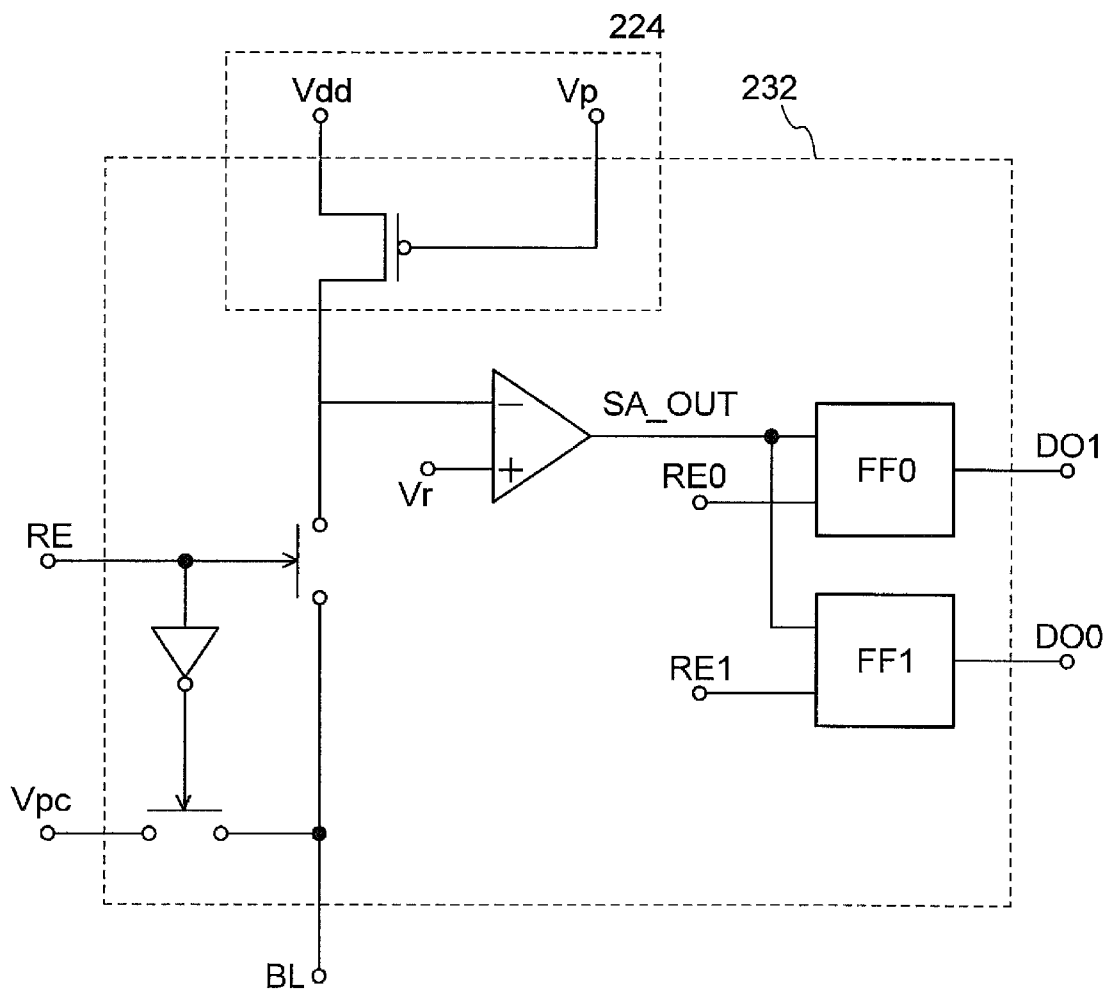 224
Vdd
Vp
232
SA_OUT
−
+
Vr
RE0
FF0
DO1
RE
FF1
DO0
RE1
Vpc
BL